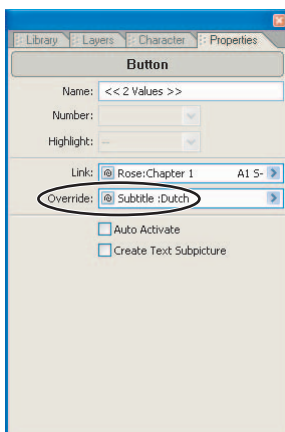 Library Layers Character Properties
Button
Name: << 2 Values >>
Number:
Highlight: --
Link: Rose:Chapter 1 A1 S-
Override: Subtitle :Dutch
Auto Activate
Create Text Subpicture